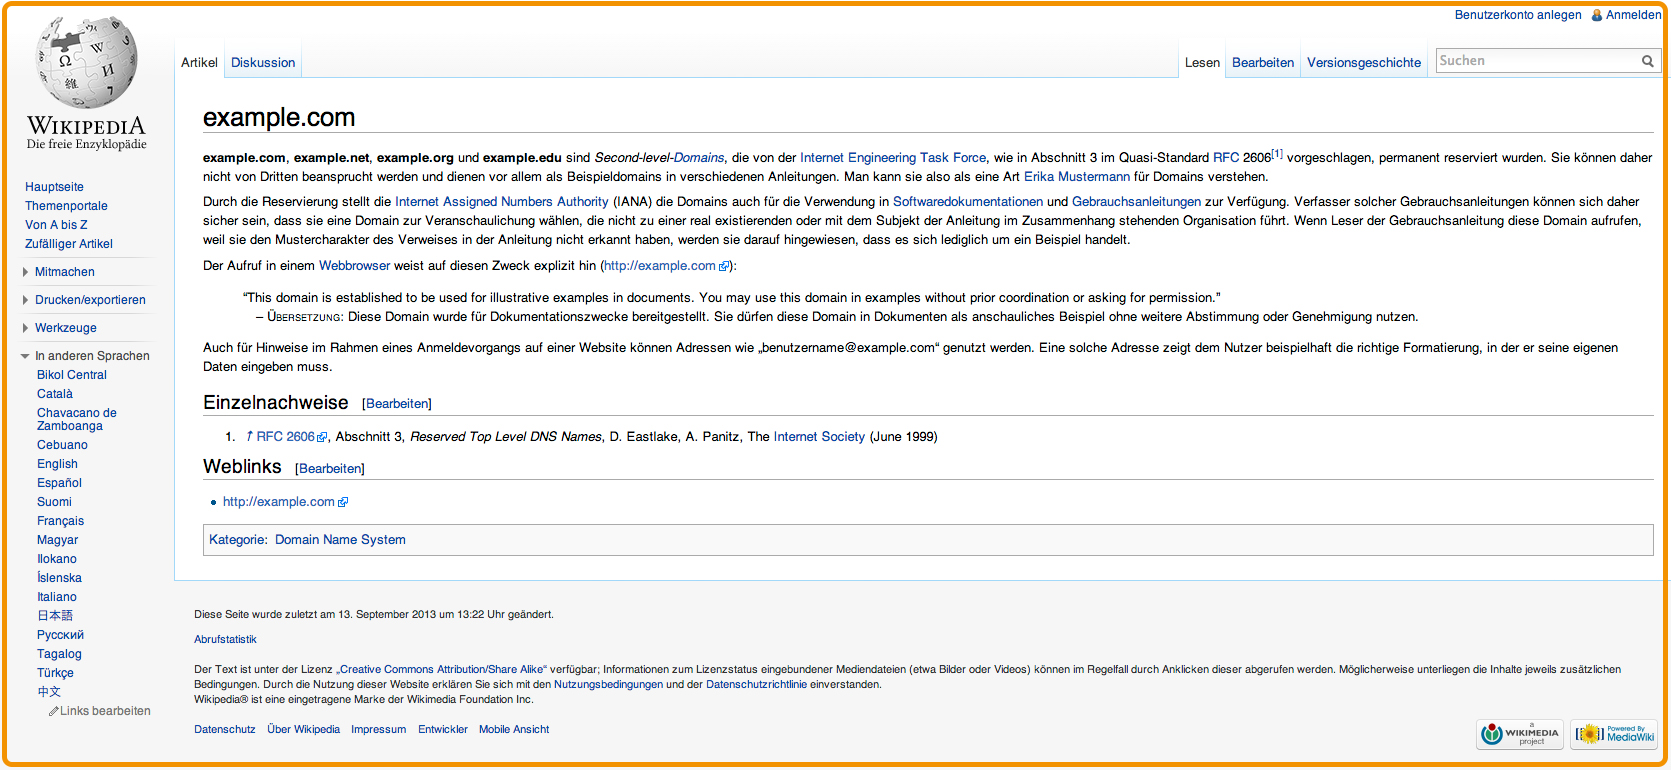 Benutzerkonto anlegen Anmelden
Artikel Diskussion Lesen Bearbeiten Versionsgeschichte Suchen
WIKIPEDIA
Die freie Enzyklopädie
Hauptseite
Themenportale
Von A bis Z
Zufälliger Artikel
Mitmachen
Drucken/exportieren
Werkzeuge
In anderen Sprachen
Bikol Central
Català
Chavacano de
Zamboanga
Cebuano
English
Español
Suomi
Français
Magyar
Ilokano
Íslenska
Italiano
日本語
Русский
Tagalog
Türkçe
中文
Links bearbeiten
example.com
example.com, example.net, example.org und example.edu sind Second-level-Domains, die von der Internet Engineering Task Force, wie in Abschnitt 3 im Quasi-Standard RFC 2606[1] vorgeschlagen, permanent reserviert wurden. Sie können daher
nicht von Dritten beansprucht werden und dienen vor allem als Beispieldomains in verschiedenen Anleitungen. Man kann sie also als eine Art Erika Mustermann für Domains verstehen.
Durch die Reservierung stellt die Internet Assigned Numbers Authority (IANA) die Domains auch für die Verwendung in Softwaredokumentationen und Gebrauchsanleitungen zur Verfügung. Verfasser solcher Gebrauchsanleitungen können sich daher
sicher sein, dass sie eine Domain zur Veranschaulichung wählen, die nicht zu einer real existierenden oder mit dem Subjekt der Anleitung im Zusammenhang stehenden Organisation führt. Wenn Leser der Gebrauchsanleitung diese Domain aufrufen,
weil sie den Mustercharakter des Verweises in der Anleitung nicht erkannt haben, werden sie darauf hingewiesen, dass es sich lediglich um ein Beispiel handelt.
Der Aufruf in einem Webbrowser weist auf diesen Zweck explizit hin (http://example.com):
“This domain is established to be used for illustrative examples in documents. You may use this domain in examples without prior coordination or asking for permission.”
– ÜBERSETZUNG: Diese Domain wurde für Dokumentationszwecke bereitgestellt. Sie dürfen diese Domain in Dokumenten als anschauliches Beispiel ohne weitere Abstimmung oder Genehmigung nutzen.
Auch für Hinweise im Rahmen eines Anmeldevorgangs auf einer Website können Adressen wie „benutzername@example.com“ genutzt werden. Eine solche Adresse zeigt dem Nutzer beispielhaft die richtige Formatierung, in der er seine eigenen
Daten eingeben muss.
Einzelnachweise [Bearbeiten]
1. ↑ RFC 2606, Abschnitt 3, Reserved Top Level DNS Names, D. Eastlake, A. Panitz, The Internet Society (June 1999)
Weblinks [Bearbeiten]
• http://example.com
Kategorie: Domain Name System
Diese Seite wurde zuletzt am 13. September 2013 um 13:22 Uhr geändert.
Abrufstatistik
Der Text ist unter der Lizenz „Creative Commons Attribution/Share Alike“ verfügbar; Informationen zum Lizenzstatus eingebundener Mediendateien (etwa Bilder oder Videos) können im Regelfall durch Anklicken dieser abgerufen werden. Möglicherweise unterliegen die Inhalte jeweils zusätzlichen
Bedingungen. Durch die Nutzung dieser Website erklären Sie sich mit den Nutzungsbedingungen und der Datenschutzrichtlinie einverstanden.
Wikipedia® ist eine eingetragene Marke der Wikimedia Foundation Inc.
Datenschutz Über Wikipedia Impressum Entwickler Mobile Ansicht
a
WIKIMEDIA
project
Powered By
MediaWiki